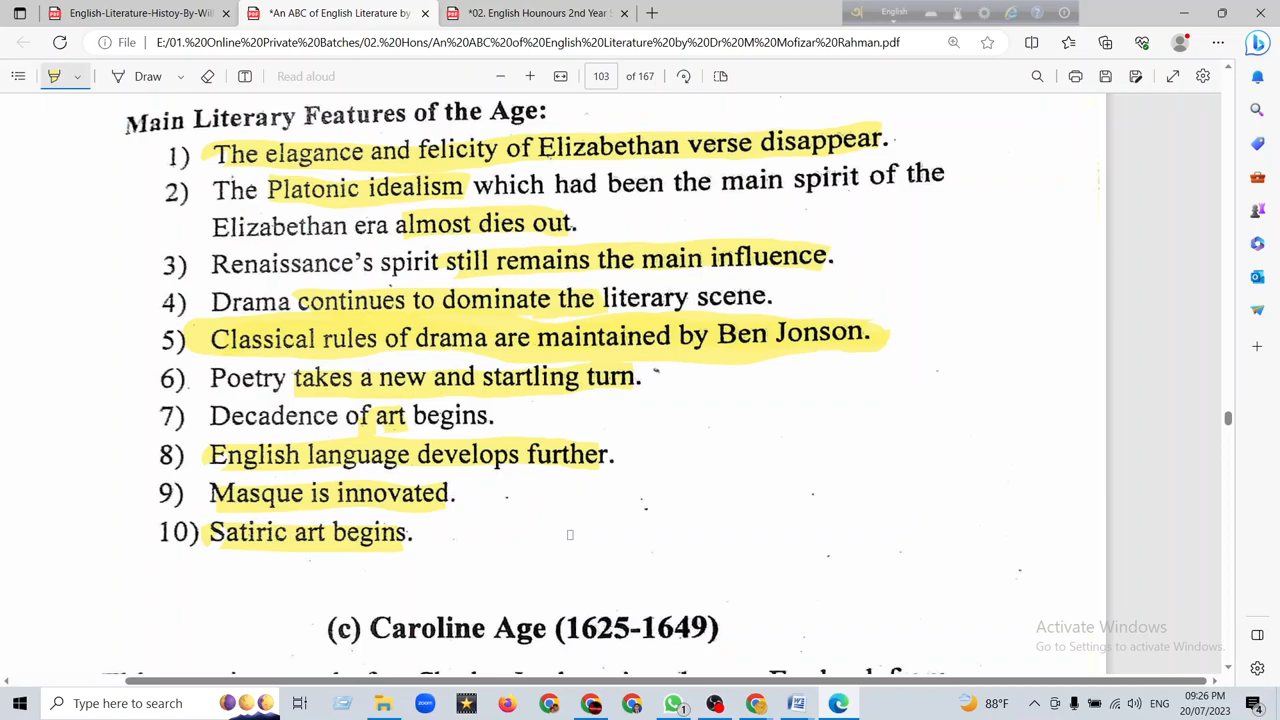 English-Literature-Histoy-By-Will
*An ABC of English Literature by
*02. English Hounours 2nd Year S
English
File
E:/01.%20Online%20Private%20Batches/02.%20Hons/An%20ABC%20of%20English%20Literature%20by%20Dr%20M%20Mofizar%20Rahman.pdf
Draw
Read aloud
103 of 167
Main Literary Features of the Age:
1) The elagance and felicity of Elizabethan verse disappear.
2) The Platonic idealism which had been the main spirit of the
Elizabethan era almost dies out.
3) Renaissance's spirit still remains the main influence.
4) Drama continues to dominate the literary scene.
5) Classical rules of drama are maintained by Ben Jonson.
6) Poetry takes a new and startling turn.
7) Decadence of art begins.
8) English language develops further.
9) Masque is innovated.
10) Satiric art begins.
(c) Caroline Age (1625-1649)
Activate Windows
Go to Settings to activate Windows.
Type here to search
88°F
ENG
09:26 PM
20/07/2023